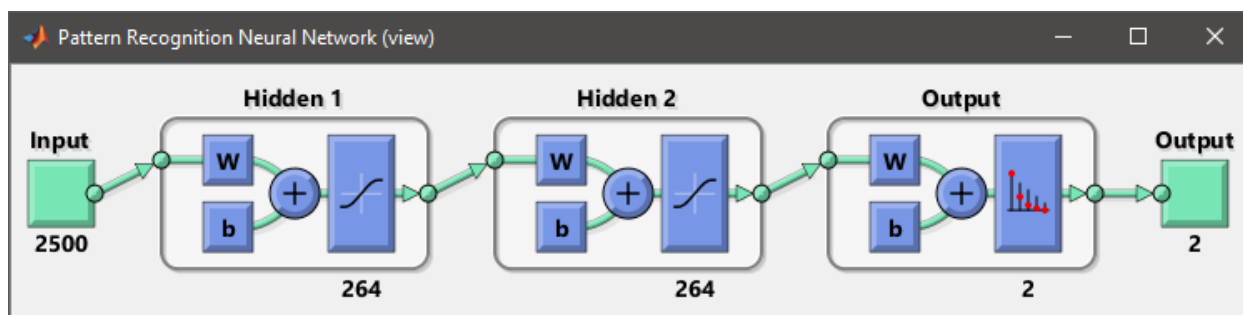 Pattern Recognition Neural Network (view)
Hidden 1 Hidden 2 Output
Input Output
W W W
+ + +
b b b
2500 2
264 264 2